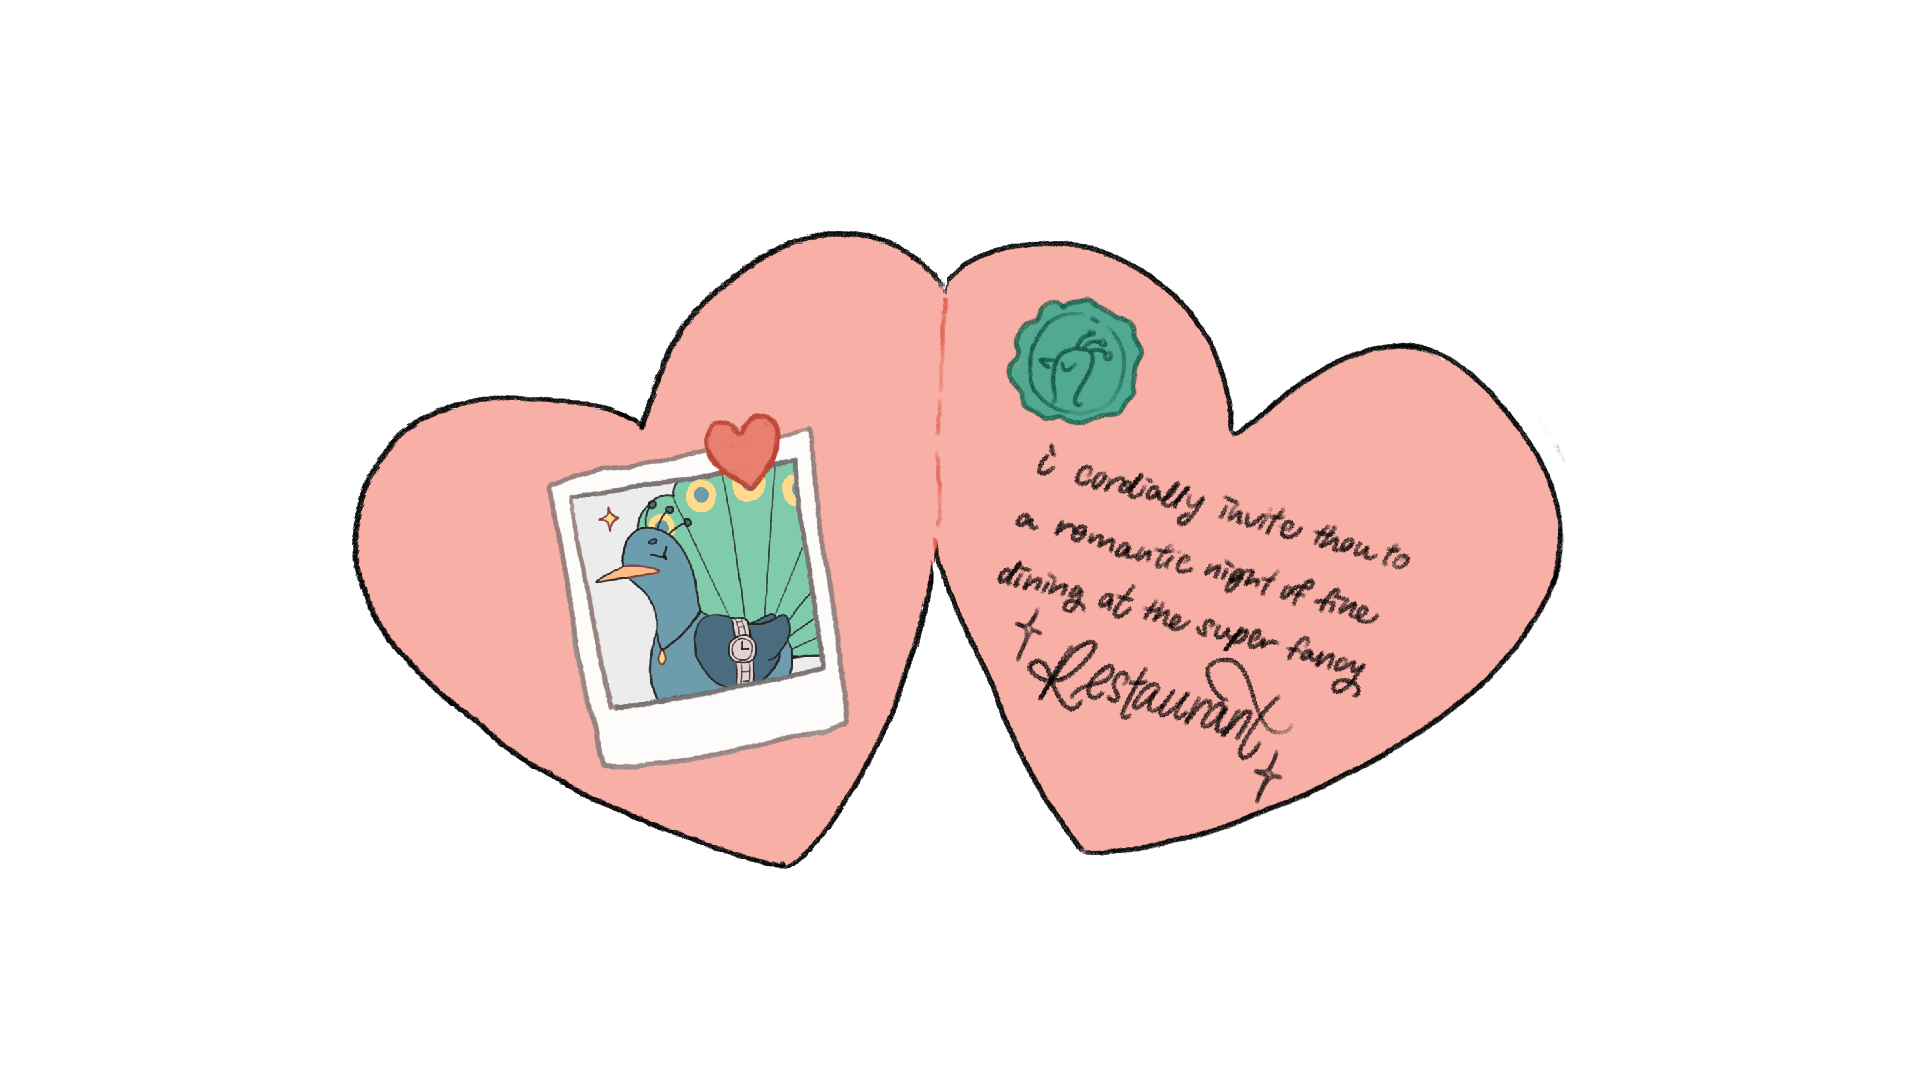 i cordially invite thou to
a romantic night of fine
dining at the super fancy
Restaurant